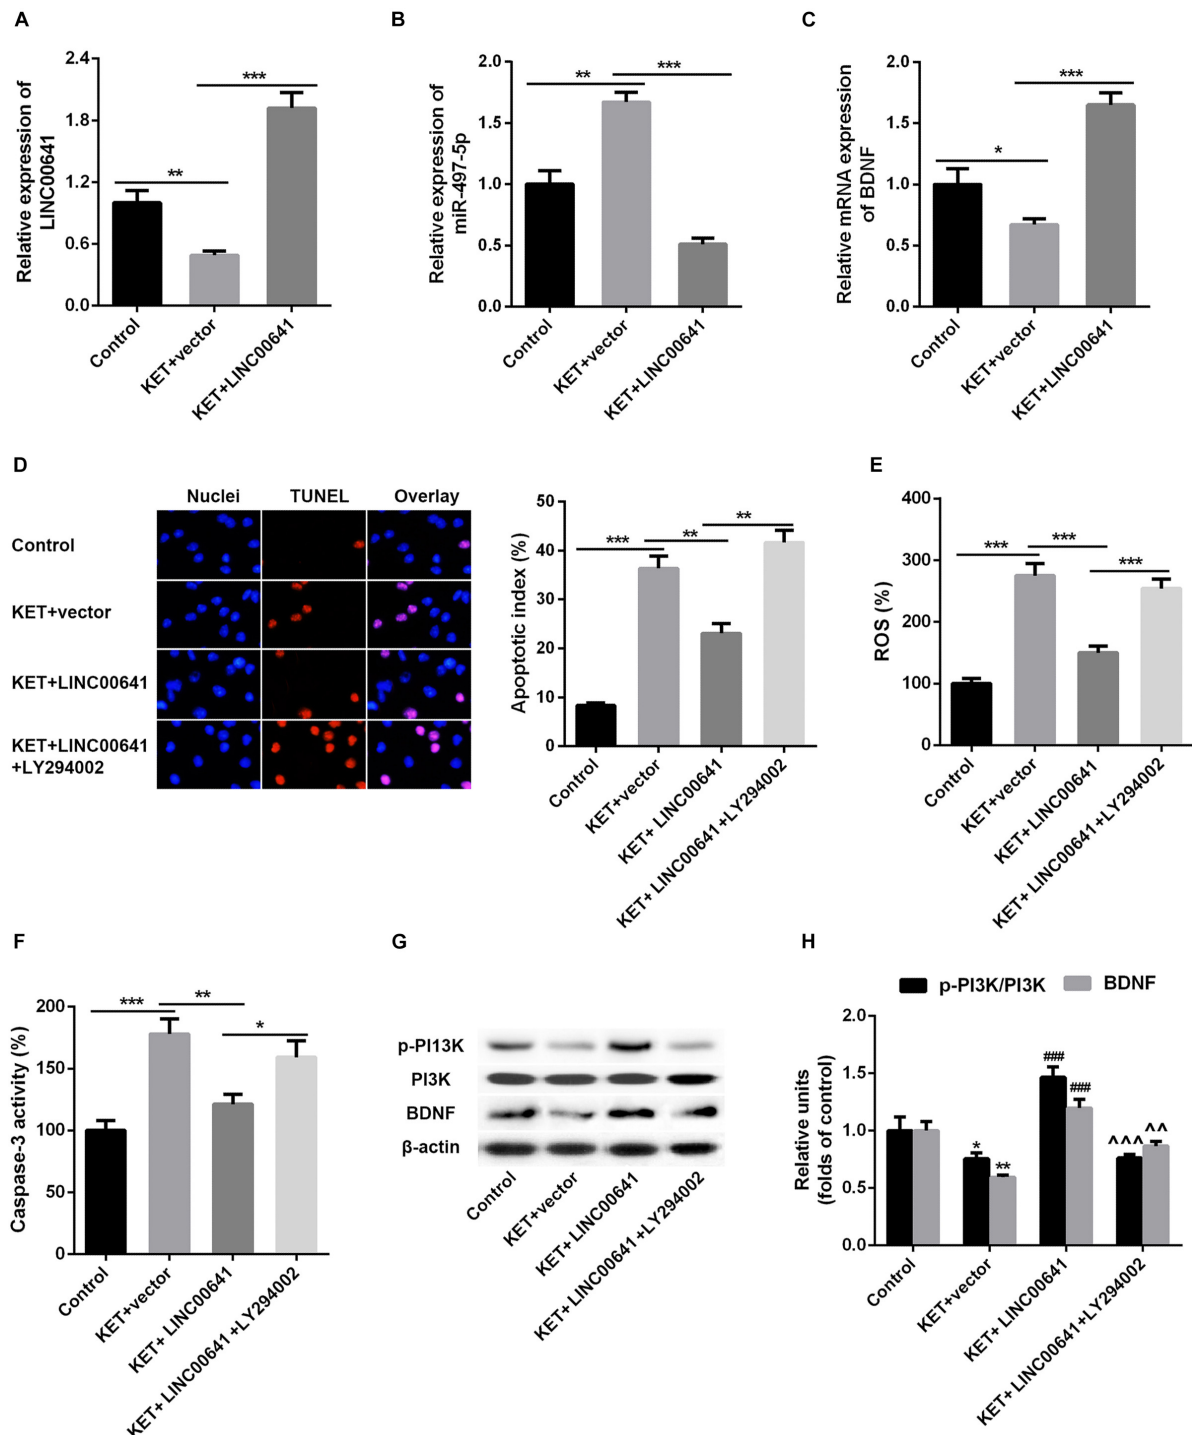 A
Relative expression of
LINC00641
2.4
1.8
1.2
0.6
0.0
**
***
Control
KET+vector
KET+LINC00641
B
Relative expression of
miR-497-5p
2.0
1.5
1.0
0.5
0.0
**
***
Control
KET+vector
KET+LINC00641
C
Relative mRNA expression
of BDNF
2.0
1.5
1.0
0.5
0.0
*
***
Control
KET+vector
KET+LINC00641
D
Nuclei TUNEL Overlay
Control
KET+vector
KET+LINC00641
KET+LINC00641
+LY294002
Apoptotic index (%)
50
40
30
20
10
0
***
**
**
Control
KET+vector
KET+ LINC00641
KET+ LINC00641 +LY294002
E
ROS (%)
400
300
200
100
0
***
***
***
Control
KET+vector
KET+ LINC00641
KET+ LINC00641 +LY294002
F
Caspase-3 activity (%)
200
150
100
50
0
***
**
*
Control
KET+vector
KET+ LINC00641
KET+ LINC00641 +LY294002
G
p-PI13K
PI3K
BDNF
β-actin
Control
KET+vector
KET+ LINC00641
KET+ LINC00641 +LY294002
H
p-PI3K/PI3K BDNF
Relative units
(folds of control)
2.0
1.5
1.0
0.5
0.0
*
**
###
###
^^^
^^
Control
KET+vector
KET+ LINC00641
KET+ LINC00641+LY294002